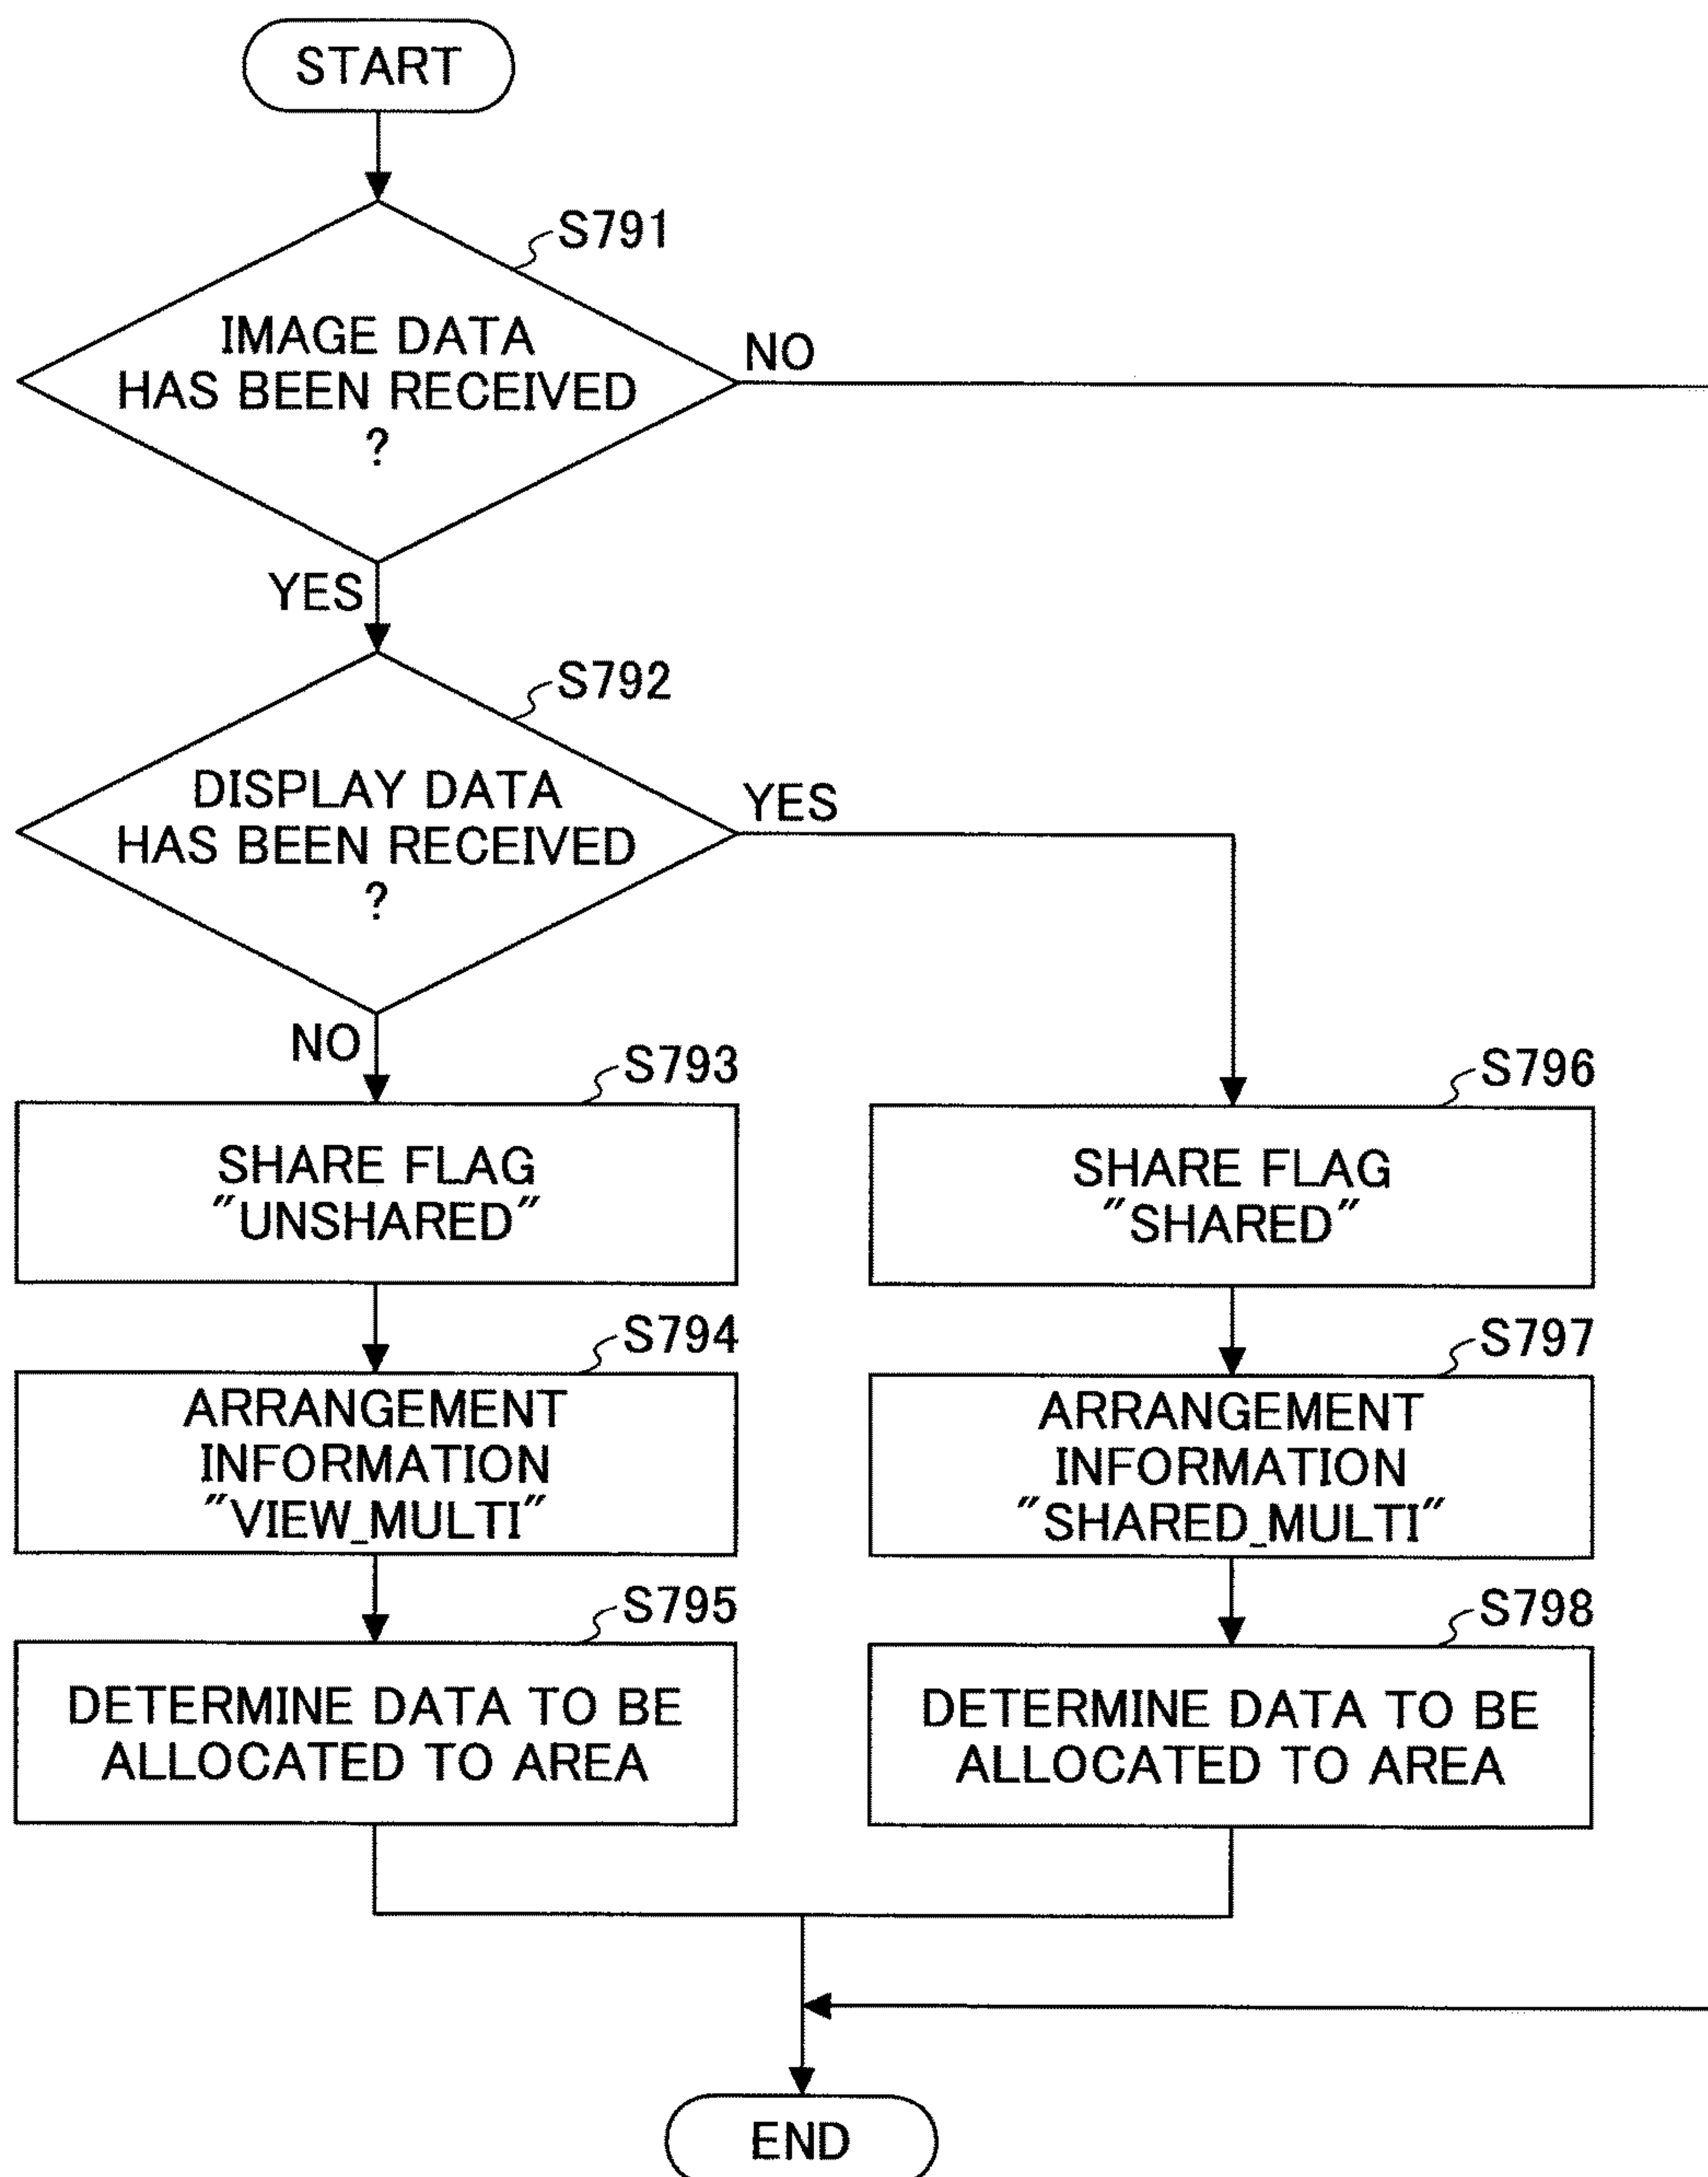 START
S791
IMAGE DATA
HAS BEEN RECEIVED
?
NO
YES
S792
DISPLAY DATA
HAS BEEN RECEIVED
?
YES
NO
S793
SHARE FLAG
"UNSHARED"
S796
SHARE FLAG
"SHARED"
S794
ARRANGEMENT
INFORMATION
"VIEW_MULTI"
S797
ARRANGEMENT
INFORMATION
"SHARED_MULTI"
S795
DETERMINE DATA TO BE
ALLOCATED TO AREA
S798
DETERMINE DATA TO BE
ALLOCATED TO AREA
END